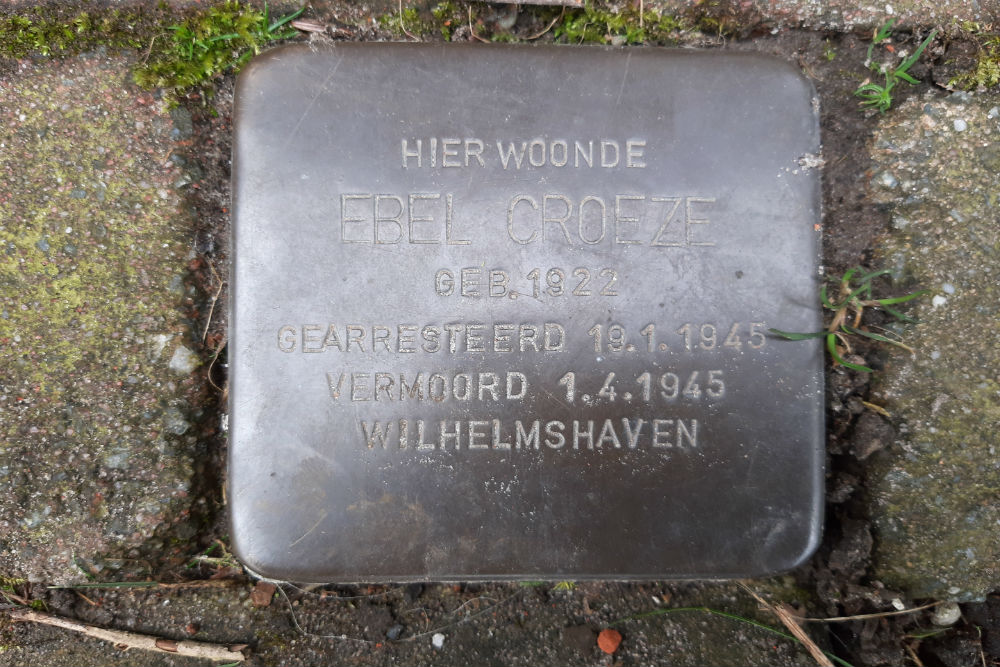 HIER WOONDE
EBEL CROEZE
GEB. 1922
GEARRESTEERD 19.1.1945
VERMOORD 1.4.1945
WILHELMSHAVEN